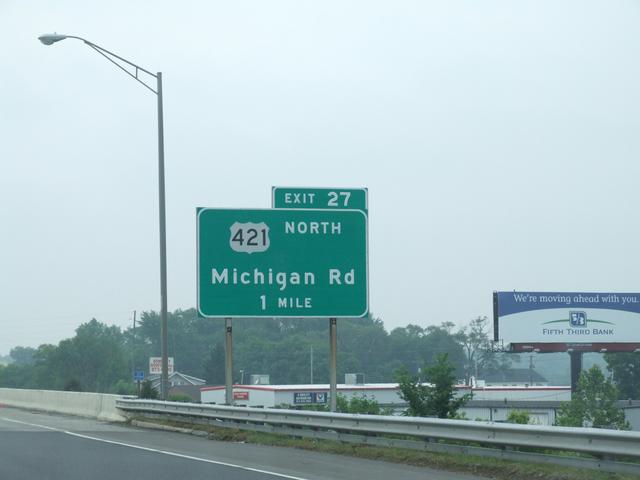 EXIT 27
421 NORTH
Michigan Rd
1 MILE
We're moving ahead with you.
FIFTH THIRD BANK